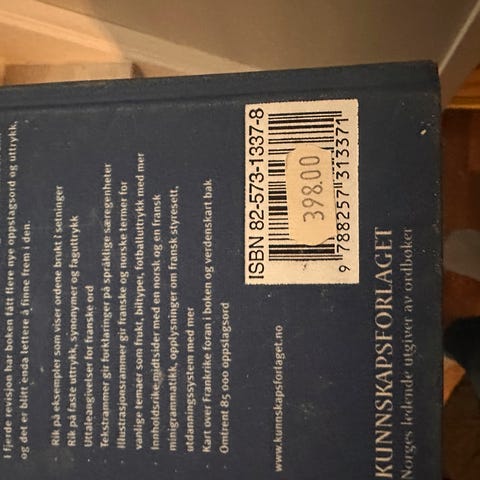 I fjerde revisjon har boken fått flere nye oppslagsord og uttrykk,
og det er blitt enda lettere å finne frem i den.
Rik på eksempler som viser ordene brukt i setninger
Rik på faste uttrykk, synonymer og faguttrykk
Uttaleangivelser for franske ord
• Tekstrammer gir forklaringer på språklige særegenheter
• Illustrasjonsrammer gir franske og norske termer for
vanlige temaer som frukt, biltyper, fotballuttrykk med mer
• Innholdsrike midtsider med en norsk og en fransk
minigrammatikk, opplysninger om fransk styresett,
utdanningssystem med mer
• Kart over Frankrike foran i boken og verdenskart bak
• Omtrent 85 000 oppslagsord
www.kunnskapsforlaget.no
ISBN 82-573-1337-8
398.00
9 788257 313371
KUNNSKAPSFORLAGET
Norges ledende utgiver av ordbøker